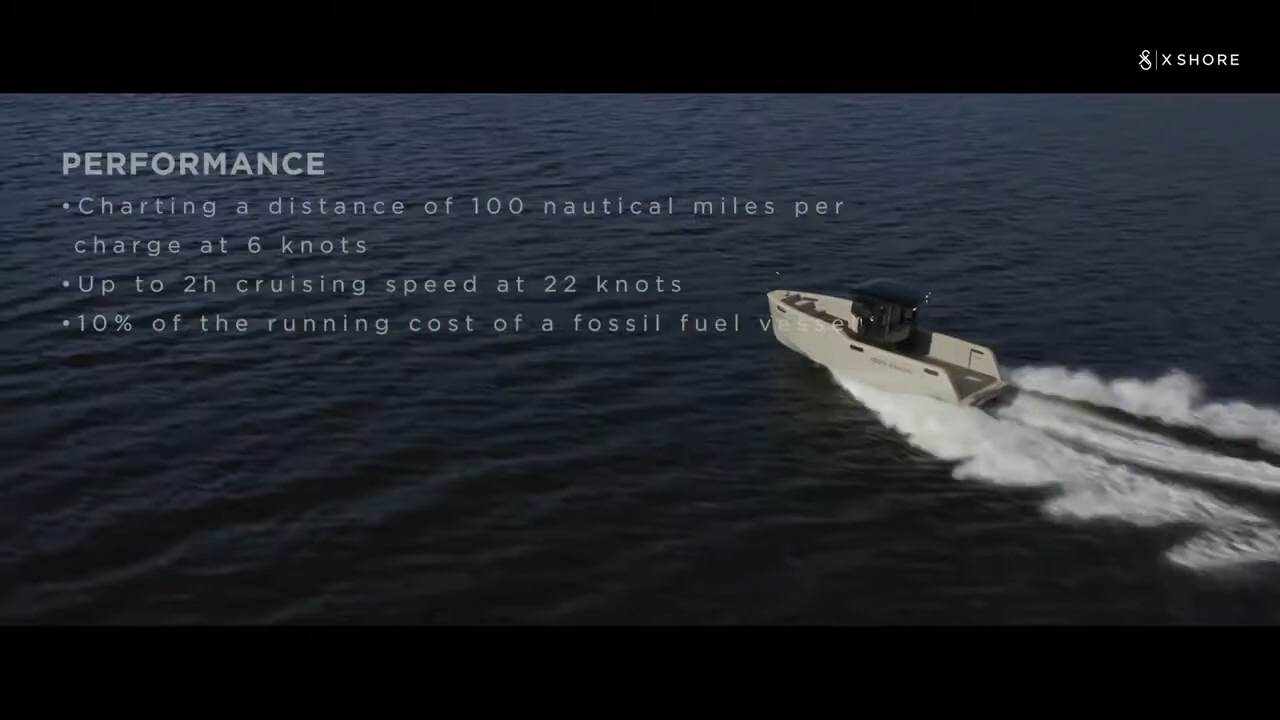 X SHORE
PERFORMANCE
•Charting a distance of 100 nautical miles per
charge at 6 knots
•Up to 2h cruising speed at 22 knots
•10% of the running cost of a fossil fuel vessel